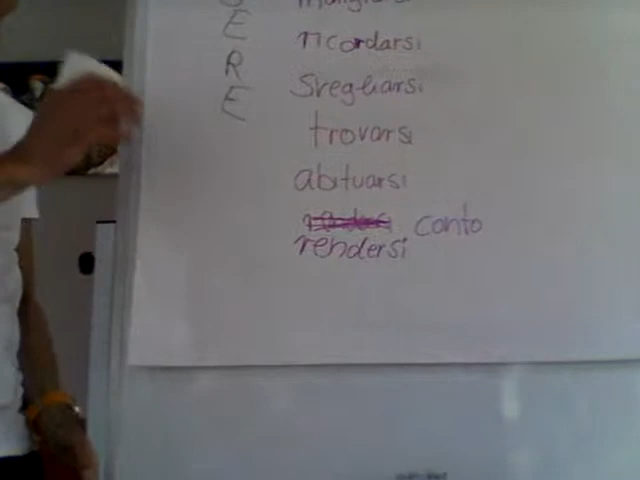 E
ricordarsi
R
svegliarsi
E
trovarsi
abituarsi
conto
rendersi